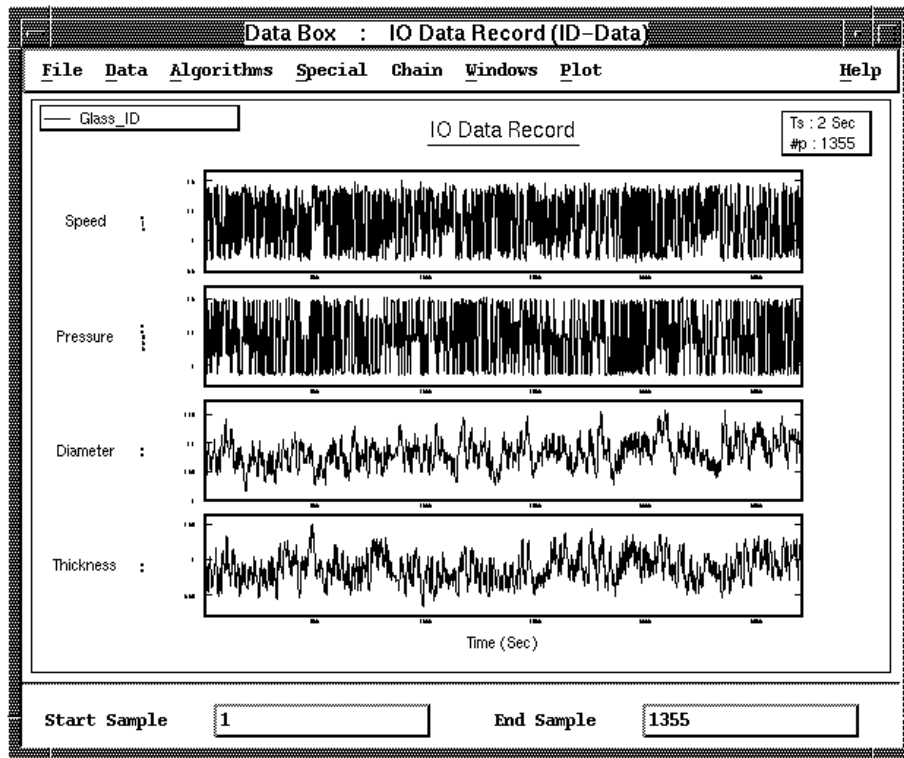 Data Box : IO Data Record (ID-Data)
File Data Algorithms Special Chain Windows Plot Help
Glass_ID
IO Data Record
Ts : 2 Sec
#p : 1355
Speed
Pressure
Diameter
Thickness
Time (Sec)
Start Sample 1 End Sample 1355